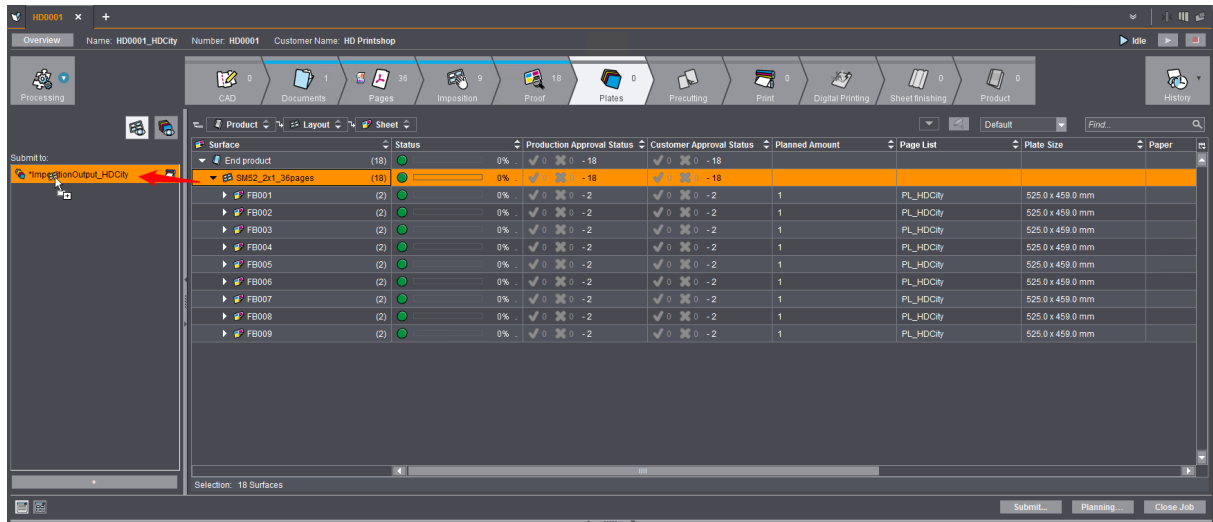 HD0001 × +
Overview Name: HD0001_HDCity Number: HD0001 Customer Name: HD Printshop Idle
Processing
0 1 36 9 18 0 0 0 0
CAD Documents Pages Imposition Proof Plates Precutting Print Digital Printing Sheet finishing Product History
Product Layout Sheet Default Find...
Submit to:
*ImpositionOutput_HDCity
Surface Status Production Approval Status Customer Approval Status Planned Amount Page List Plate Size Paper
End product (18) 0% . 0 0 - 18 0 0 - 18
SM52_2x1_36pages (18) 0% . 0 0 - 18 0 0 - 18
FB001 (2) 0% . 0 0 - 2 0 0 - 2 1 PL_HDCity 525.0 x 459.0 mm
FB002 (2) 0% . 0 0 - 2 0 0 - 2 1 PL_HDCity 525.0 x 459.0 mm
FB003 (2) 0% . 0 0 - 2 0 0 - 2 1 PL_HDCity 525.0 x 459.0 mm
FB004 (2) 0% . 0 0 - 2 0 0 - 2 1 PL_HDCity 525.0 x 459.0 mm
FB005 (2) 0% . 0 0 - 2 0 0 - 2 1 PL_HDCity 525.0 x 459.0 mm
FB006 (2) 0% . 0 0 - 2 0 0 - 2 1 PL_HDCity 525.0 x 459.0 mm
FB007 (2) 0% . 0 0 - 2 0 0 - 2 1 PL_HDCity 525.0 x 459.0 mm
FB008 (2) 0% . 0 0 - 2 0 0 - 2 1 PL_HDCity 525.0 x 459.0 mm
FB009 (2) 0% . 0 0 - 2 0 0 - 2 1 PL_HDCity 525.0 x 459.0 mm
+
Selection: 18 Surfaces
Submit... Planning... Close Job